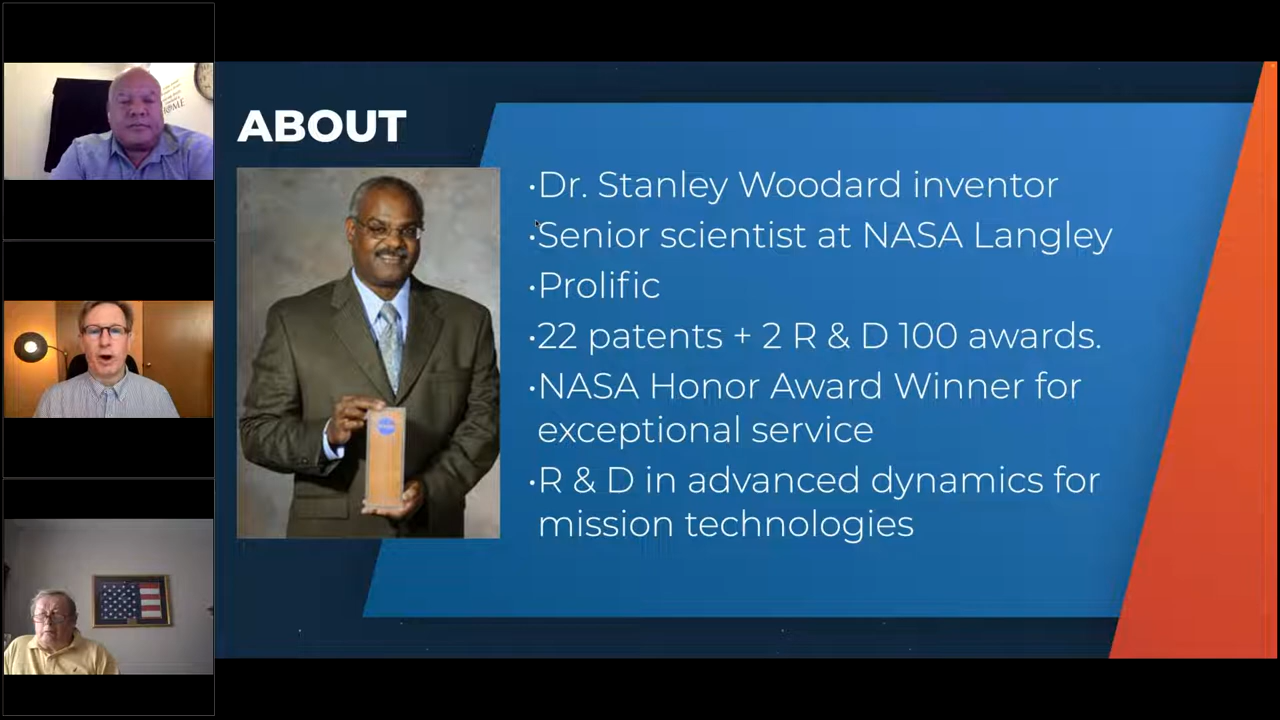 ABOUT
•Dr. Stanley Woodard inventor
•Senior scientist at NASA Langley
•Prolific
•22 patents + 2 R & D 100 awards.
•NASA Honor Award Winner for
exceptional service
•R & D in advanced dynamics for
mission technologies